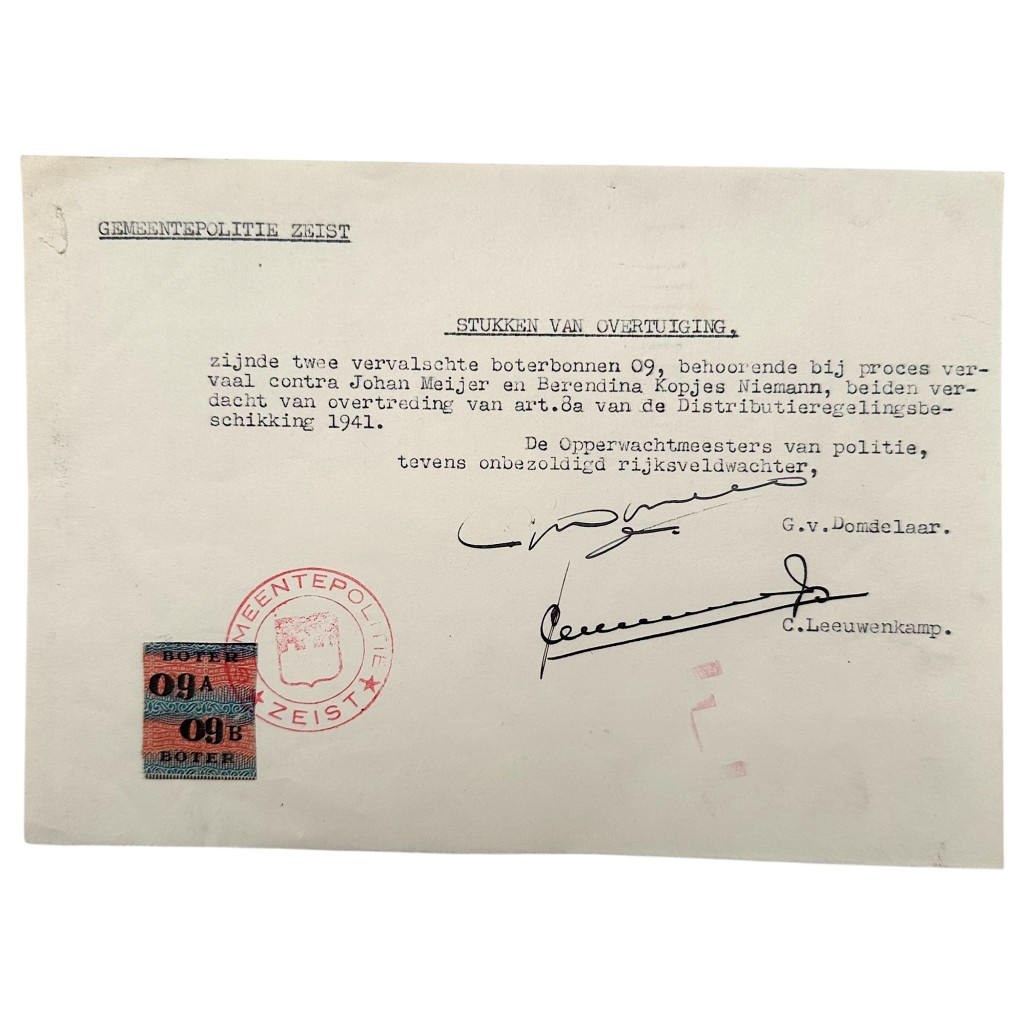 GEMEENTEPOLITIE ZEIST
STUKKEN VAN OVERTUIGING,
zijnde twee vervalschte boterbonnen 09, behoorende bij proces ver-
vaal contra Johan Meijer en Berendina Kopjes Niemann, beiden ver-
dacht van overtreding van art.8a van de Distributieregelingsbe-
schikking 1941.
De Opperwachtmeesters van politie,
tevens onbezoldigd rijksveldwachter,
G.v.Domdelaar.
C.Leeuwenkamp.
GEMEENTEPOLITIE
ZEIST
BOTER
09A
09B
BOTER